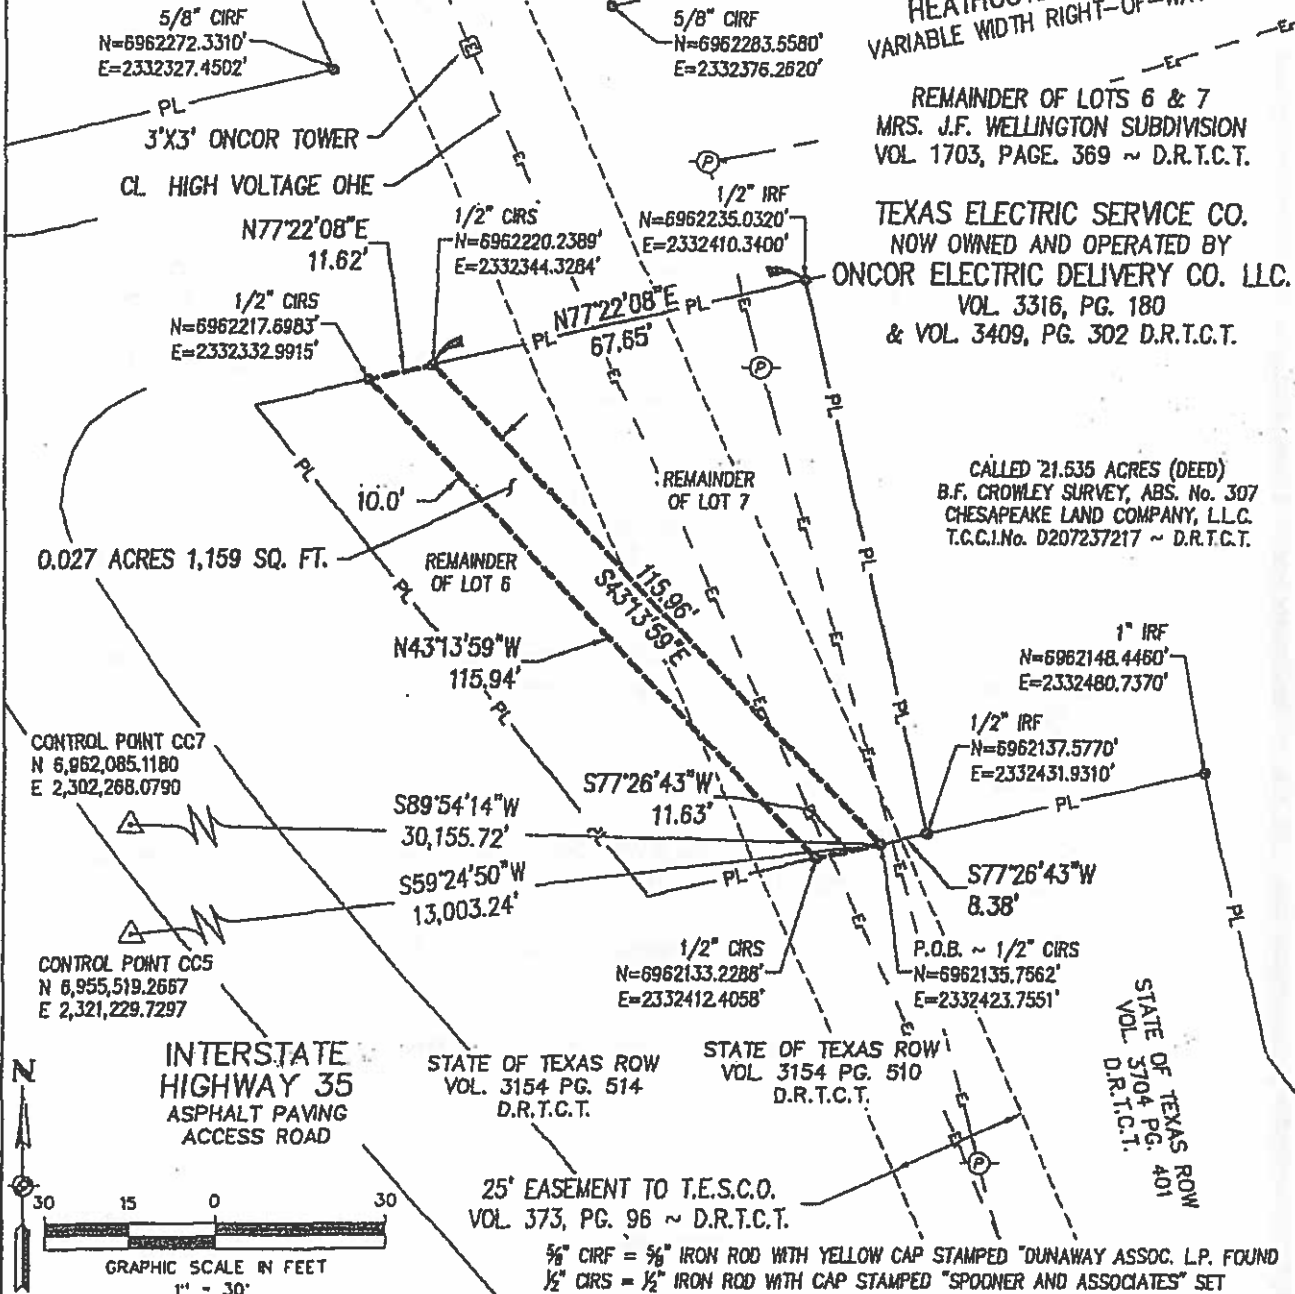 5/8" CIRF
N=6962272.3310'
E=2332327.4502'
5/8" CIRF
N=6962283.5580'
E=2332376.2620'
VARIABLE WIDTH RIGHT-OF-WAY
REMAINDER OF LOTS 6 & 7
MRS. J.F. WELLINGTON SUBDIVISION
VOL 1703, PAGE. 369 ~ D.R.T.C.T.
PL
3'X3' ONCOR TOWER
CL HIGH VOLTAGE OHE
N77°22'08"E
11.62'
1/2" CIRS
N=6962220.2389'
E=2332344.3284'
1/2" IRF
N=6962235.0320'
E=2332410.3400'
TEXAS ELECTRIC SERVICE CO.
NOW OWNED AND OPERATED BY
ONCOR ELECTRIC DELIVERY CO. LLC.
VOL. 3316, PG. 180
& VOL. 3409, PG. 302 D.R.T.C.T.
1/2" CIRS
N=6962217.6983'
E=2332332.9915'
N77°22'08"E
67.65'
PL
PL
P
P
PL
PL
10.0'
REMAINDER
OF LOT 7
CALLED 21.535 ACRES (DEED)
B.F. CROWLEY SURVEY, ABS. No. 307
CHESAPEAKE LAND COMPANY, L.L.C.
T.C.C.I.No. D207237217 ~ D.R.T.C.T.
0.027 ACRES 1,159 SQ. FT.
REMAINDER
OF LOT 6
PL
PL
115.96'
S43°13'59"E
N43°13'59"W
115.94'
PL
PL
1" IRF
N=6962148.4460'
E=2332480.7370'
1/2" IRF
N=6962137.5770'
E=2332431.9310'
CONTROL POINT CC7
N 6,962,085.1180
E 2,302,268.0790
S89°54'14"W
30,155.72'
S77°26'43"W
11.63'
PL
S59°24'50"W
13,003.24'
PL
S77°26'43"W
8.38'
PL
CONTROL POINT CC5
N 6,955,519.2667
E 2,321,229.7297
1/2" CIRS
N=6962133.2288'
E=2332412.4058'
P.O.B. ~ 1/2" CIRS
N=6962135.7562'
E=2332423.7551'
STATE OF TEXAS ROW
VOL. 3704 PG. 401
D.R.T.C.T.
N
INTERSTATE
HIGHWAY 35
ASPHALT PAVING
ACCESS ROAD
STATE OF TEXAS ROW
VOL. 3154 PG. 514
D.R.T.C.T.
STATE OF TEXAS ROW
VOL. 3154 PG. 510
D.R.T.C.T.
P
30 15 0 30
GRAPHIC SCALE IN FEET
1" = 30'
25' EASEMENT TO T.E.S.C.O.
VOL. 373, PG. 96 ~ D.R.T.C.T.
5/8" CIRF = 5/8" IRON ROD WITH YELLOW CAP STAMPED "DUNAWAY ASSOC. L.P. FOUND
1/2" CIRS = 1/2" IRON ROD WITH CAP STAMPED "SPOONER AND ASSOCIATES" SET